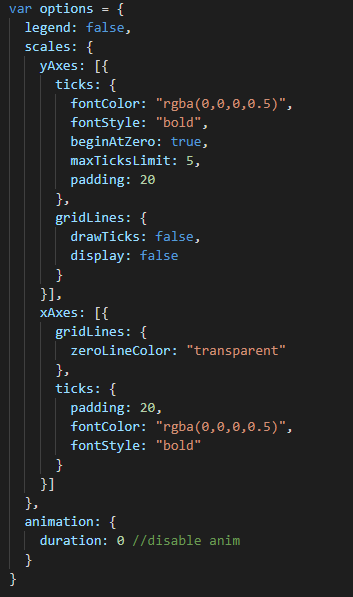 var options = {
  legend: false,
  scales: {
    yAxes: [{
      ticks: {
        fontColor: "rgba(0,0,0,0.5)",
        fontStyle: "bold",
        beginAtZero: true,
        maxTicksLimit: 5,
        padding: 20
      },
      gridLines: {
        drawTicks: false,
        display: false
      }
    }],
    xAxes: [{
      gridLines: {
        zeroLineColor: "transparent"
      },
      ticks: {
        padding: 20,
        fontColor: "rgba(0,0,0,0.5)",
        fontStyle: "bold"
      }
    }]
  },
  animation: {
    duration: 0 //disable anim
  }
}